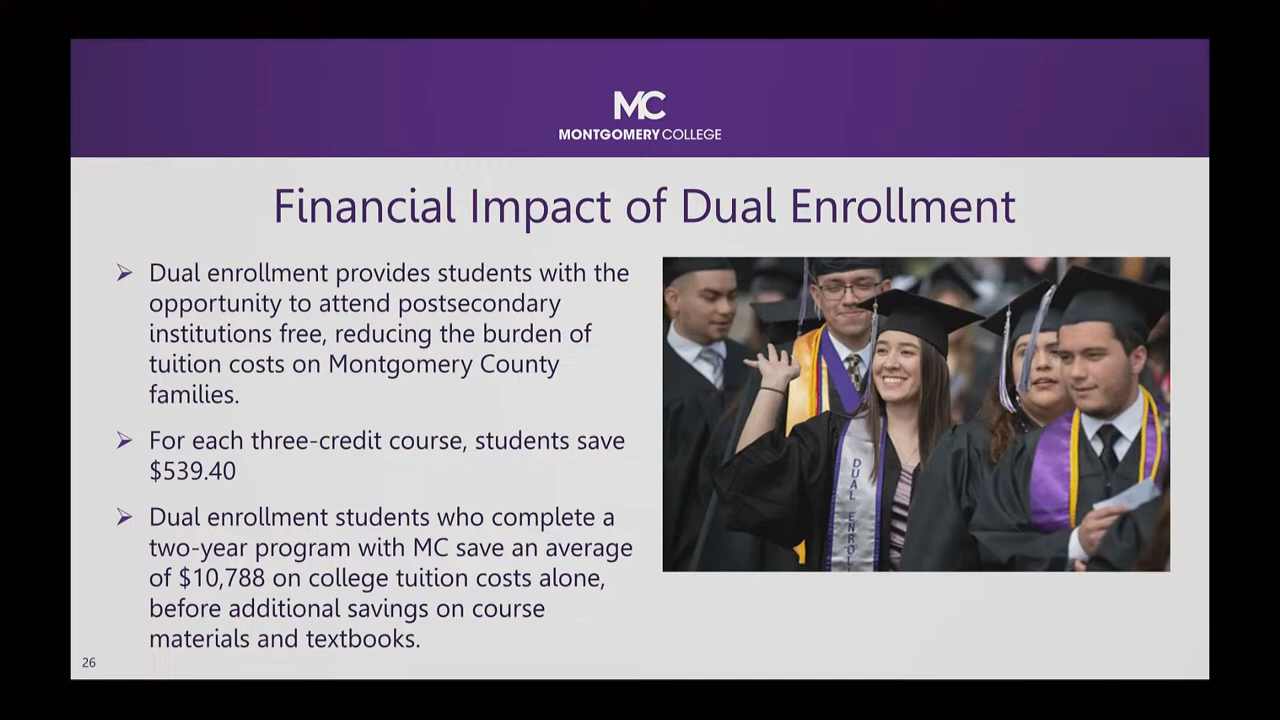 MC
MONTGOMERY COLLEGE
Financial Impact of Dual Enrollment
➢ Dual enrollment provides students with the
opportunity to attend postsecondary
institutions free, reducing the burden of
tuition costs on Montgomery County
families.
➢ For each three-credit course, students save
$539.40
➢ Dual enrollment students who complete a
two-year program with MC save an average
of $10,788 on college tuition costs alone,
before additional savings on course
materials and textbooks.
DUAL ENROLL
26